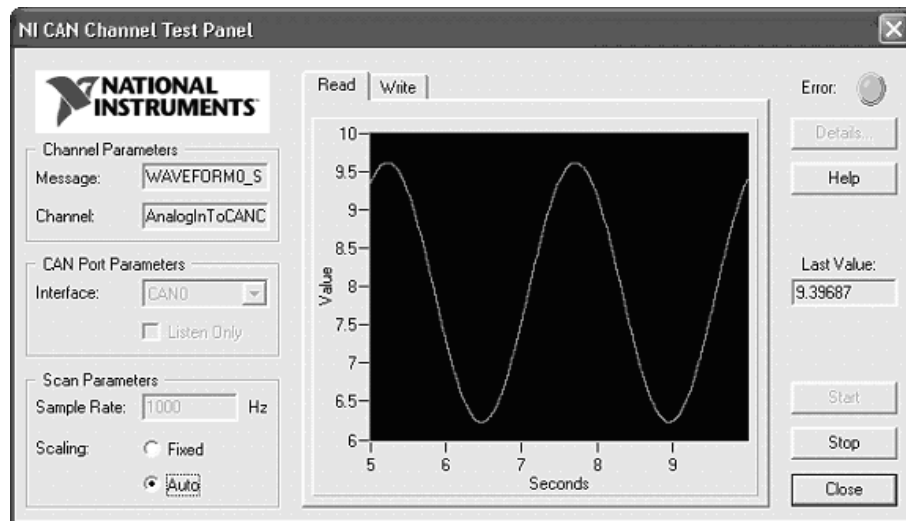 NI CAN Channel Test Panel
NATIONAL
INSTRUMENTS
Channel Parameters
Message: WAVEFORM0_S
Channel: AnalogInToCANC
CAN Port Parameters
Interface: CAN0
Listen Only
Scan Parameters
Sample Rate: 1000 Hz
Scaling: Fixed
Auto
Read Write
10
9.5
9
8.5
8
7.5
7
6.5
6
Value
5 6 7 8 9
Seconds
Error:
Details...
Help
Last Value:
9.39687
Start
Stop
Close